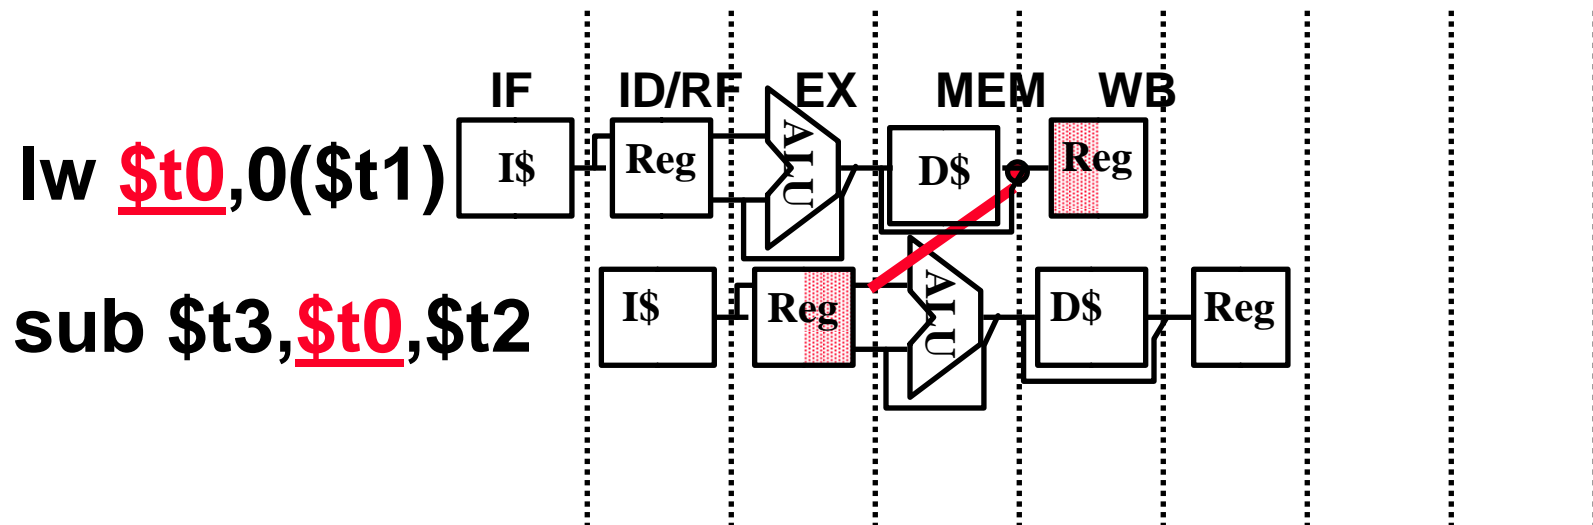 IF ID/RF EX MEM WB
lw $t0,0($t1) I$ Reg ALU D$ Reg
sub $t3,$t0,$t2 I$ Reg ALU D$ Reg